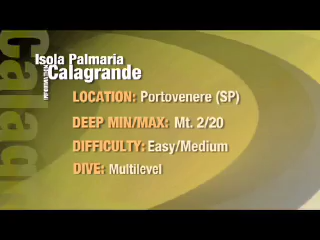 Isola Palmaria
Calagrande
LOCATION: Portovenere (SP)
DEEP MIN/MAX: Mt. 2/20
DIFFICULTY: Easy/Medium
DIVE: Multilevel